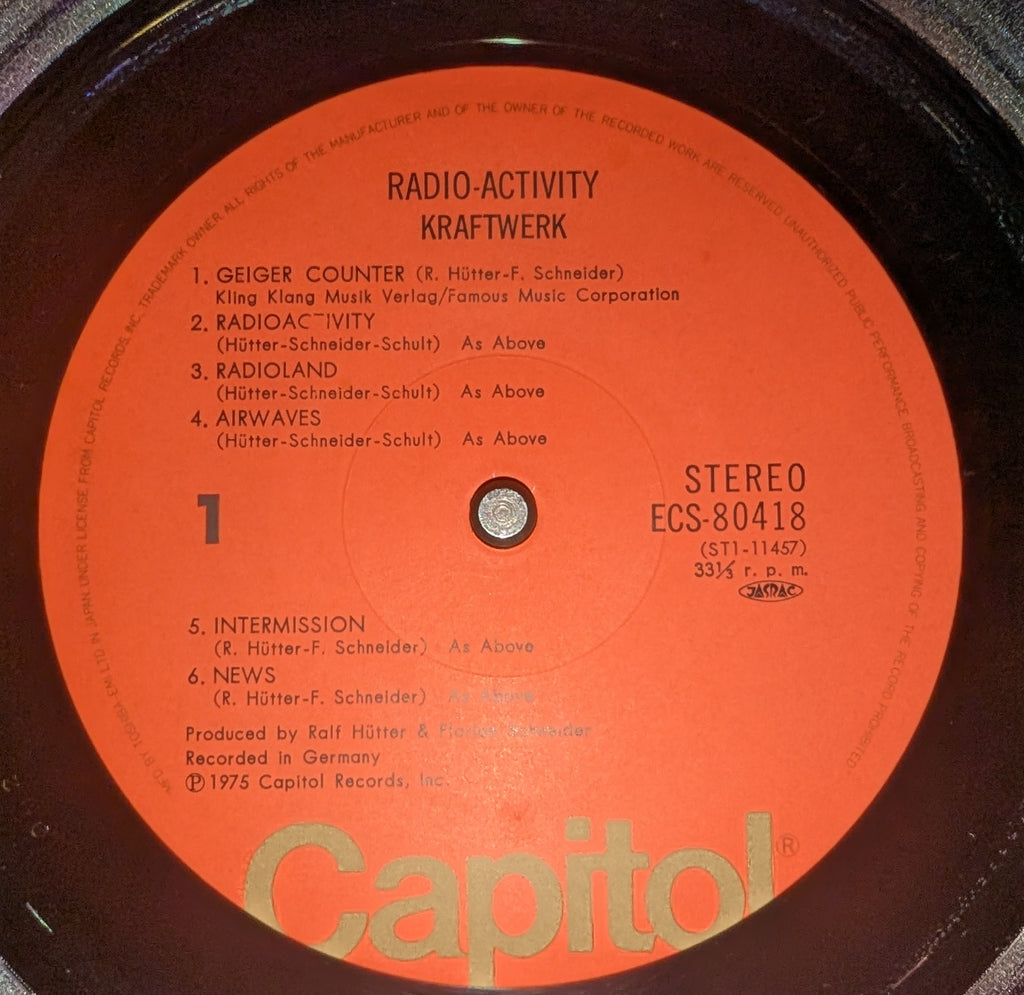 MF'D BY TOSHIBA-EMI LTD IN JAPAN UNDER LICENSE FROM CAPITOL RECORDS, INC. TRADEMARK OWNER. ALL RIGHTS OF THE MANUFACTURER AND OF THE OWNER OF THE RECORDED WORK ARE RESERVED. UNAUTHORIZED PUBLIC PERFORMANCE BROADCASTING AND COPYING OF THE RECORD PROHIBITED.
RADIO-ACTIVITY
KRAFTWERK
1. GEIGER COUNTER (R. Hütter-F. Schneider)
Kling Klang Musik Verlag/Famous Music Corporation
2. RADIOACTIVITY
(Hütter-Schneider-Schult) As Above
3. RADIOLAND
(Hütter-Schneider-Schult) As Above
4. AIRWAVES
(Hütter-Schneider-Schult) As Above
1
STEREO
ECS-80418
(ST1-11457)
33⅓ r. p. m.
JASRAC
5. INTERMISSION
(R. Hütter-F. Schneider) As Above
6. NEWS
(R. Hütter-F. Schneider) As Above
Produced by Ralf Hütter & Florian Schneider
Recorded in Germany
Ⓟ 1975 Capitol Records, Inc.
Capitol®